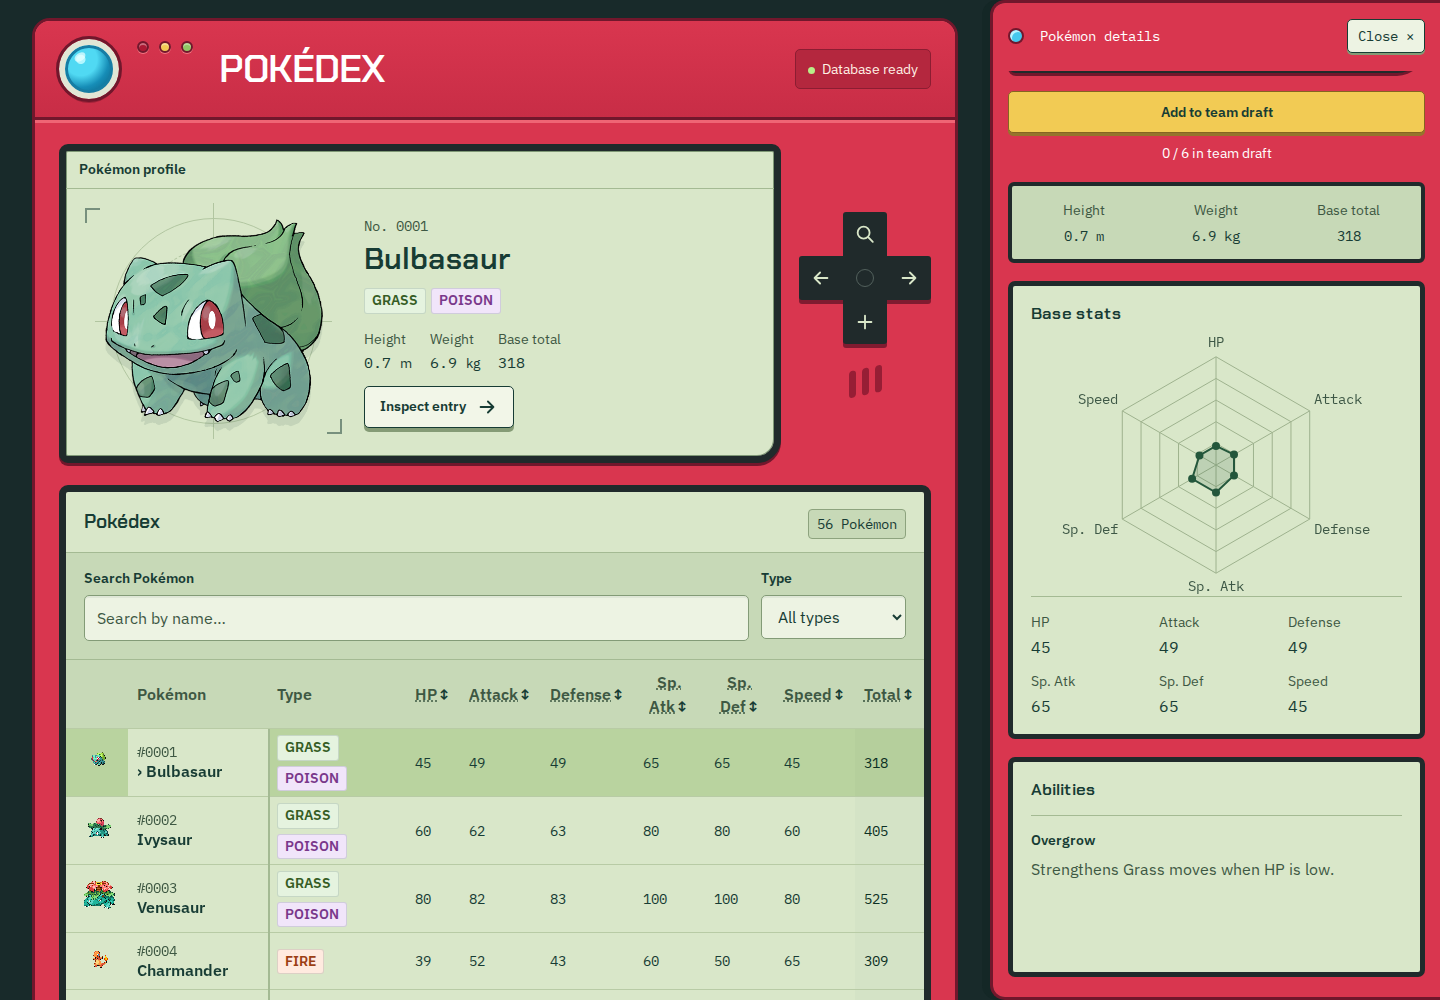 POKÉDEX
Database ready
Pokémon profile
No. 0001
Bulbasaur
GRASS POISON
Height Weight Base total
0.7 m 6.9 kg 318
Inspect entry →
Pokédex
56 Pokémon
Search Pokémon
Type
Search by name...
All types
Pokémon Type HP↕ Attack↕ Defense↕ Sp. Atk↕ Sp. Def↕ Speed↕ Total↕
#0001
› Bulbasaur
GRASS
POISON
45 49 49 65 65 45 318
#0002
Ivysaur
GRASS
POISON
60 62 63 80 80 60 405
#0003
Venusaur
GRASS
POISON
80 82 83 100 100 80 525
#0004
Charmander
FIRE
39 52 43 60 50 65 309
Pokémon details
Close ×
Add to team draft
0 / 6 in team draft
Height Weight Base total
0.7 m 6.9 kg 318
Base stats
HP
Speed Attack
Sp. Def Defense
Sp. Atk
HP Attack Defense
45 49 49
Sp. Atk Sp. Def Speed
65 65 45
Abilities
Overgrow
Strengthens Grass moves when HP is low.